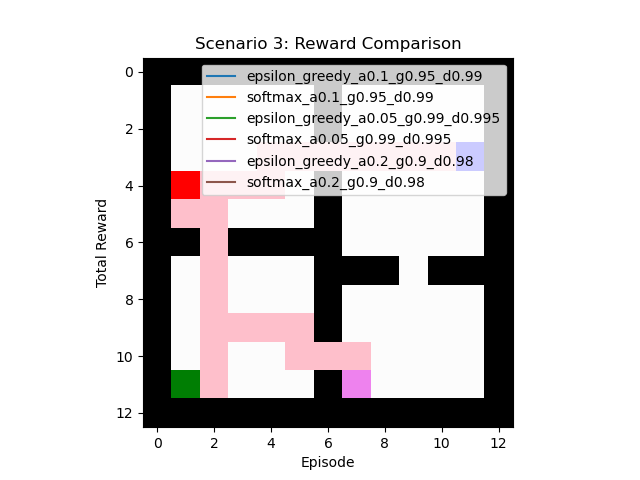 Scenario 3: Reward Comparison
epsilon_greedy_a0.1_g0.95_d0.99
softmax_a0.1_g0.95_d0.99
epsilon_greedy_a0.05_g0.99_d0.995
softmax_a0.05_g0.99_d0.995
epsilon_greedy_a0.2_g0.9_d0.98
softmax_a0.2_g0.9_d0.98
0
2
4
6
8
10
12
Total Reward
0 2 4 6 8 10 12
Episode